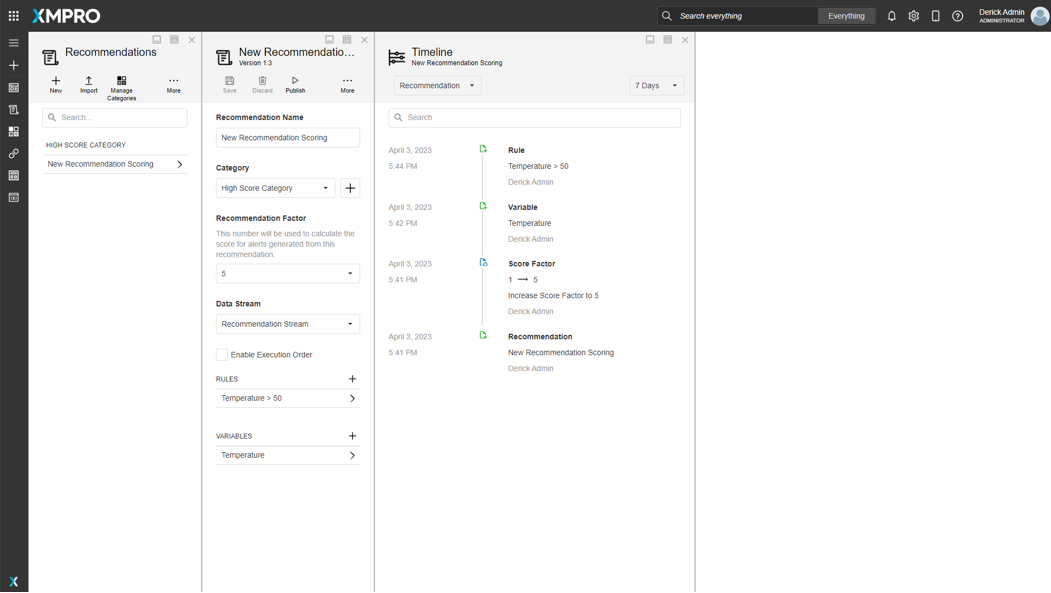 XMPRO
Search everything
Everything
Derick Admin
ADMINISTRATOR
Recommendations
New
Import
Manage
Categories
More
Search...
HIGH SCORE CATEGORY
New Recommendation Scoring
New Recommendatio...
Version 1.3
Save
Discard
Publish
More
Recommendation Name
New Recommendation Scoring
Category
High Score Category
Recommendation Factor
This number will be used to calculate the
score for alerts generated from this
recommendation.
5
Data Stream
Recommendation Stream
Enable Execution Order
RULES
Temperature > 50
VARIABLES
Temperature
Timeline
New Recommendation Scoring
Recommendation
7 Days
Search
April 3, 2023
5:44 PM
Rule
Temperature > 50
Derick Admin
April 3, 2023
5:42 PM
Variable
Temperature
Derick Admin
April 3, 2023
5:41 PM
Score Factor
1 → 5
Increase Score Factor to 5
Derick Admin
April 3, 2023
5:41 PM
Recommendation
New Recommendation Scoring
Derick Admin